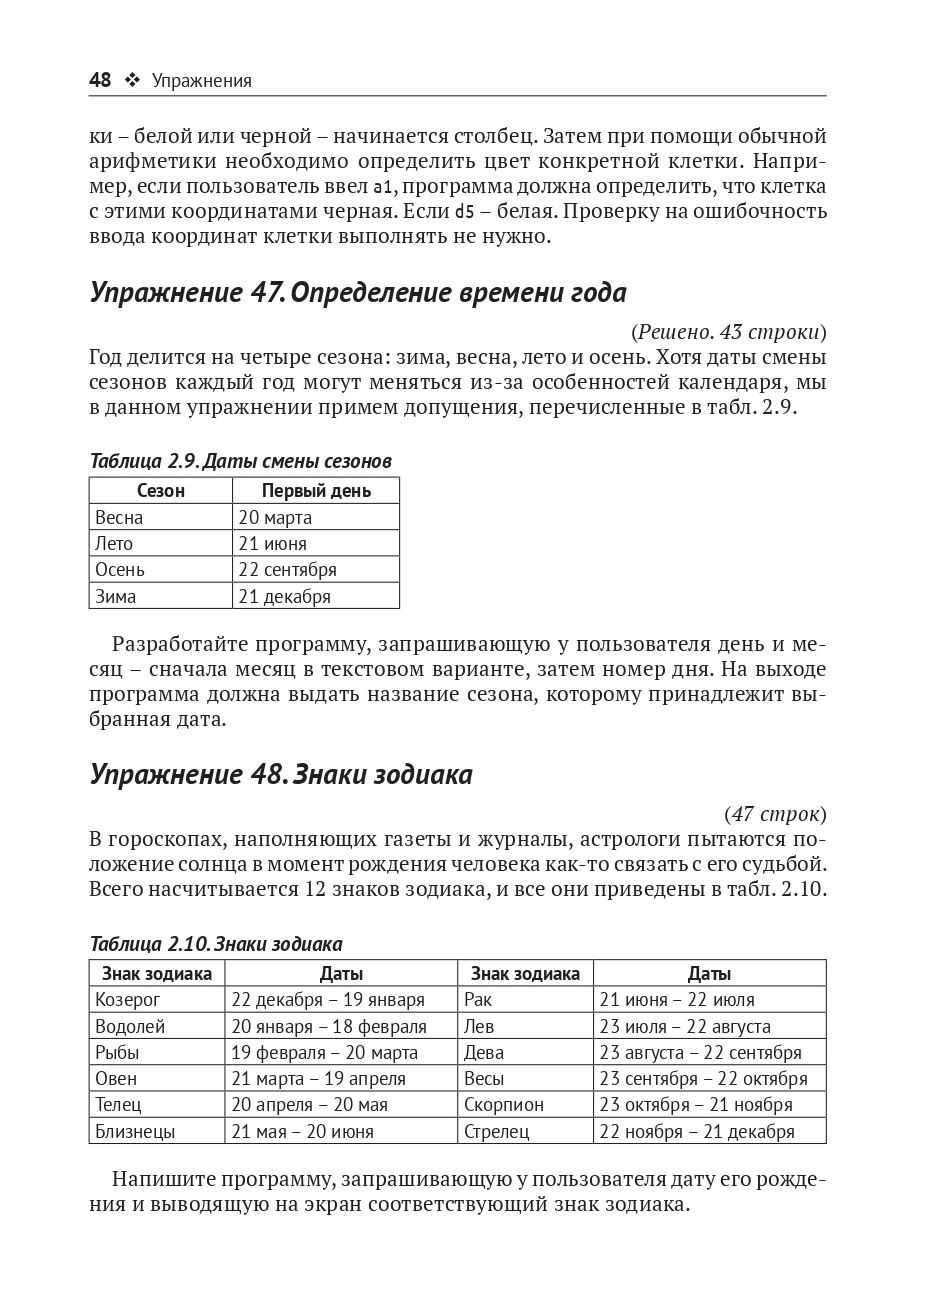 48 ❖ Упражнения
ки – белой или черной – начинается столбец. Затем при помощи обычной
арифметики необходимо определить цвет конкретной клетки. Напри-
мер, если пользователь ввел a1, программа должна определить, что клетка
с этими координатами черная. Если d5 – белая. Проверку на ошибочность
ввода координат клетки выполнять не нужно.
Упражнение 47. Определение времени года
(Решено. 43 строки)
Год делится на четыре сезона: зима, весна, лето и осень. Хотя даты смены
сезонов каждый год могут меняться из-за особенностей календаря, мы
в данном упражнении примем допущения, перечисленные в табл. 2.9.
Таблица 2.9. Даты смены сезонов
Сезон Первый день
Весна 20 марта
Лето 21 июня
Осень 22 сентября
Зима 21 декабря
Разработайте программу, запрашивающую у пользователя день и ме-
сяц – сначала месяц в текстовом варианте, затем номер дня. На выходе
программа должна выдать название сезона, которому принадлежит вы-
бранная дата.
Упражнение 48. Знаки зодиака
(47 строк)
В гороскопах, наполняющих газеты и журналы, астрологи пытаются по-
ложение солнца в момент рождения человека как-то связать с его судьбой.
Всего насчитывается 12 знаков зодиака, и все они приведены в табл. 2.10.
Таблица 2.10. Знаки зодиака
Знак зодиака Даты Знак зодиака Даты
Козерог 22 декабря – 19 января Рак 21 июня – 22 июля
Водолей 20 января – 18 февраля Лев 23 июля – 22 августа
Рыбы 19 февраля – 20 марта Дева 23 августа – 22 сентября
Овен 21 марта – 19 апреля Весы 23 сентября – 22 октября
Телец 20 апреля – 20 мая Скорпион 23 октября – 21 ноября
Близнецы 21 мая – 20 июня Стрелец 22 ноября – 21 декабря
Напишите программу, запрашивающую у пользователя дату его рожде-
ния и выводящую на экран соответствующий знак зодиака.